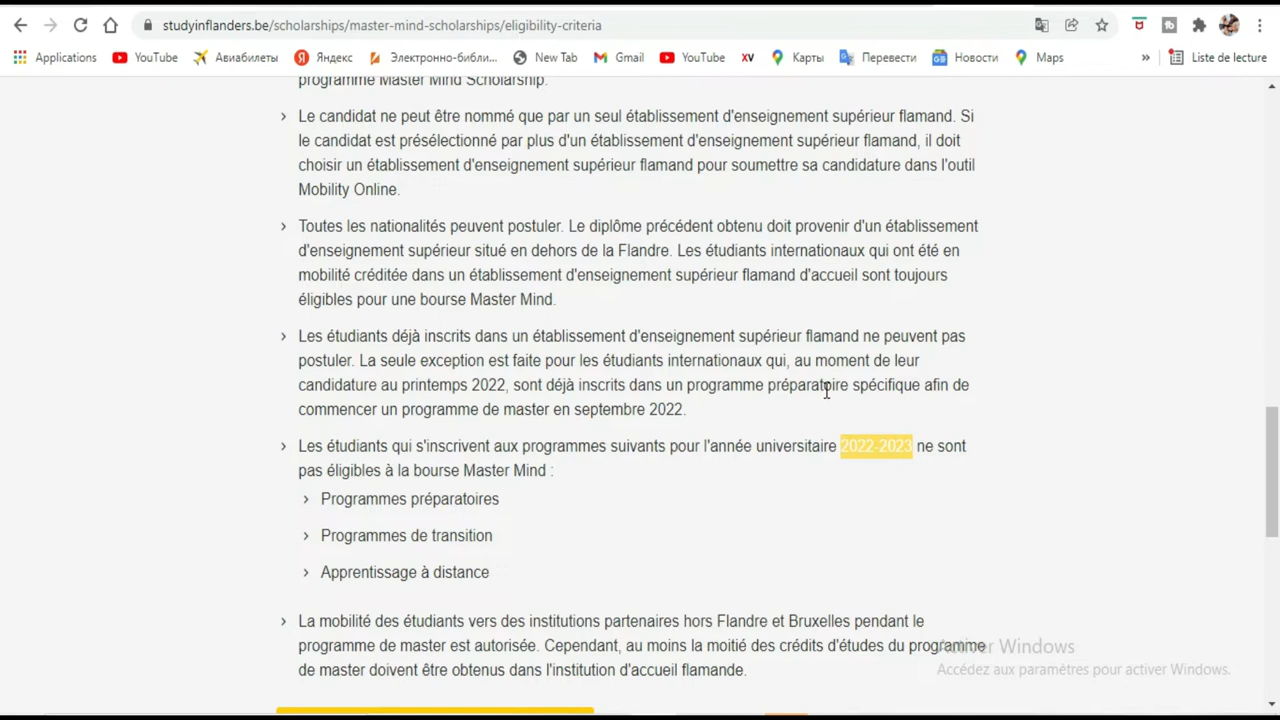 studyinflanders.be/scholarships/master-mind-scholarships/eligibility-criteria
Applications YouTube Авиабилеты Яндекс Электронно-библи... New Tab Gmail YouTube XV Карты Перевести Новости Maps » Liste de lecture
programme Master Mind Scholarship.
Le candidat ne peut être nommé que par un seul établissement d'enseignement supérieur flamand. Si
le candidat est présélectionné par plus d'un établissement d'enseignement supérieur flamand, il doit
choisir un établissement d'enseignement supérieur flamand pour soumettre sa candidature dans l'outil
Mobility Online.
Toutes les nationalités peuvent postuler. Le diplôme précédent obtenu doit provenir d'un établissement
d'enseignement supérieur situé en dehors de la Flandre. Les étudiants internationaux qui ont été en
mobilité créditée dans un établissement d'enseignement supérieur flamand d'accueil sont toujours
éligibles pour une bourse Master Mind.
Les étudiants déjà inscrits dans un établissement d'enseignement supérieur flamand ne peuvent pas
postuler. La seule exception est faite pour les étudiants internationaux qui, au moment de leur
candidature au printemps 2022, sont déjà inscrits dans un programme préparatoire spécifique afin de
commencer un programme de master en septembre 2022.
Les étudiants qui s'inscrivent aux programmes suivants pour l'année universitaire 2022-2023 ne sont
pas éligibles à la bourse Master Mind :
Programmes préparatoires
Programmes de transition
Apprentissage à distance
La mobilité des étudiants vers des institutions partenaires hors Flandre et Bruxelles pendant le
programme de master est autorisée. Cependant, au moins la moitié des crédits d'études du programme
de master doivent être obtenus dans l'institution d'accueil flamande.
Activer Windows
Accédez aux paramètres pour activer Windows.